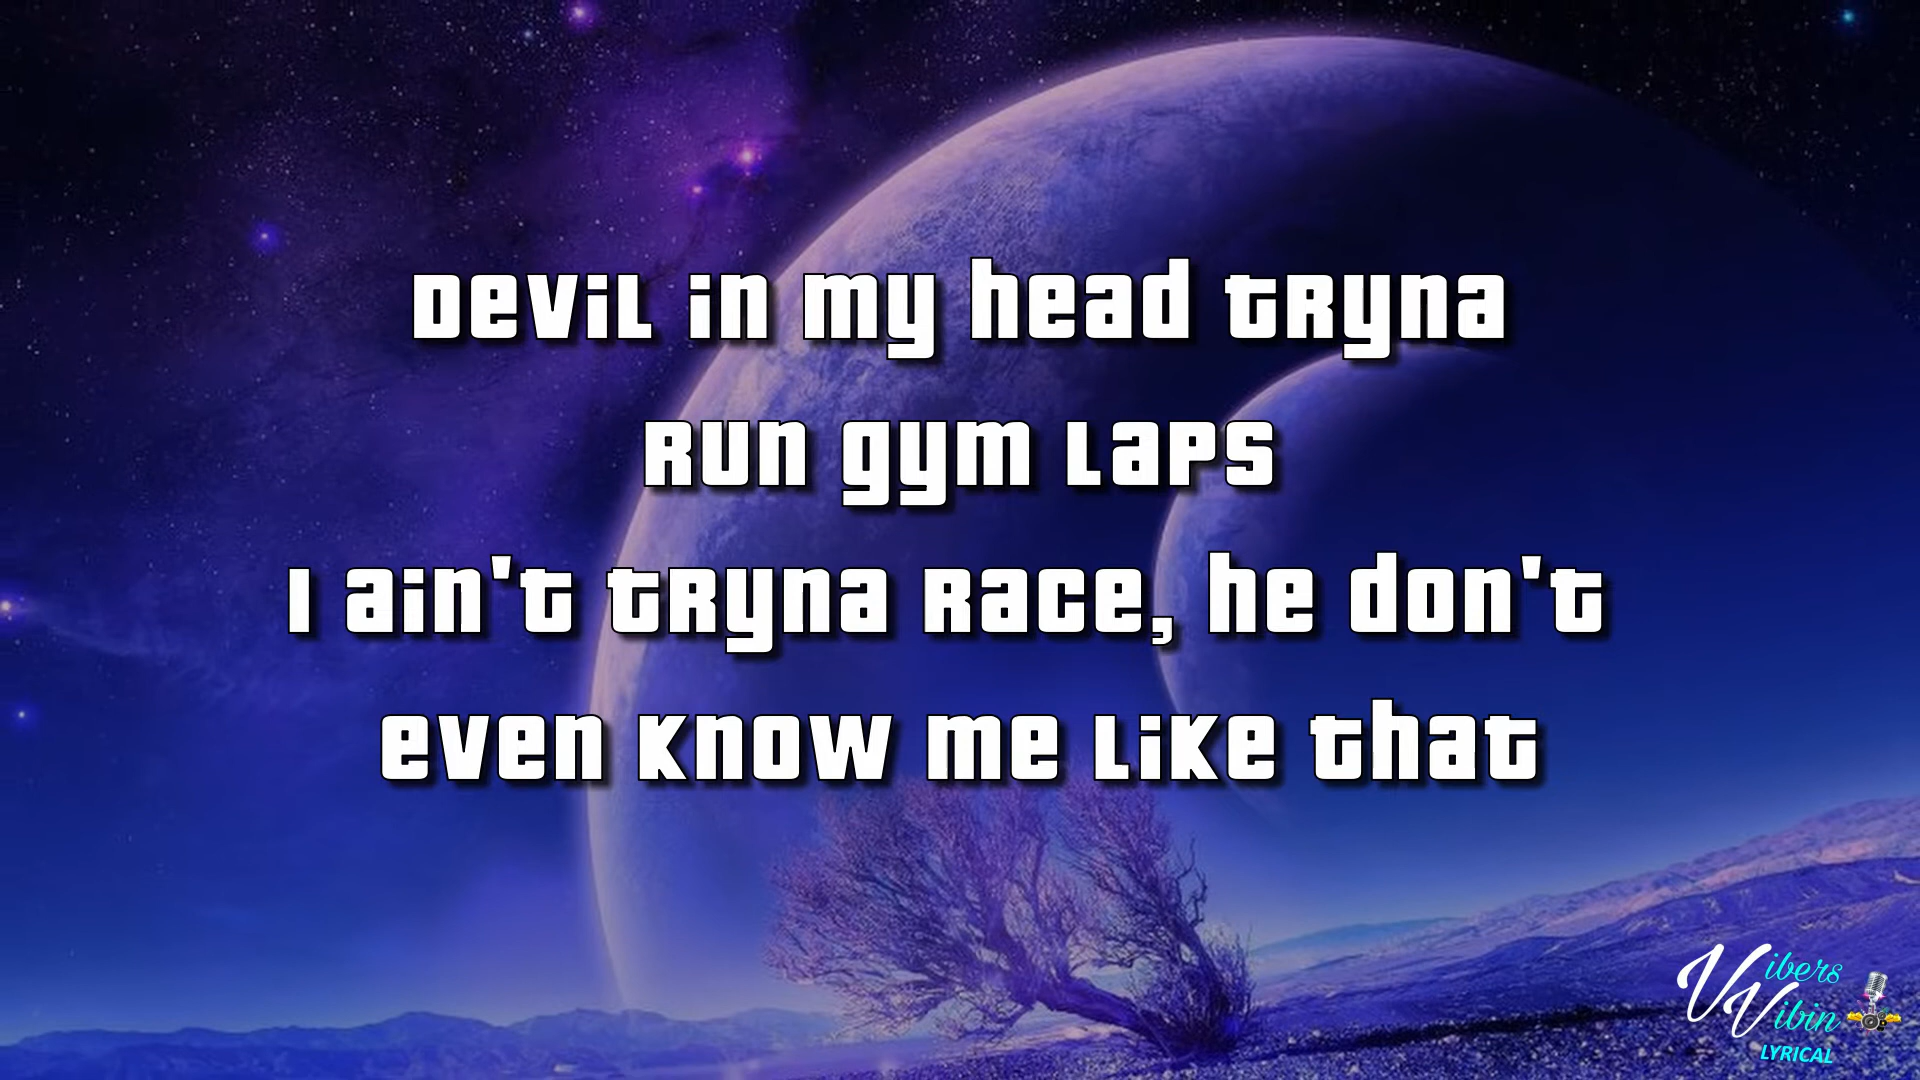 Devil in my head tryna
run gym laps
I ain't tryna race, he don't
even know me like that
Vibers
Vibin
LYRICAL